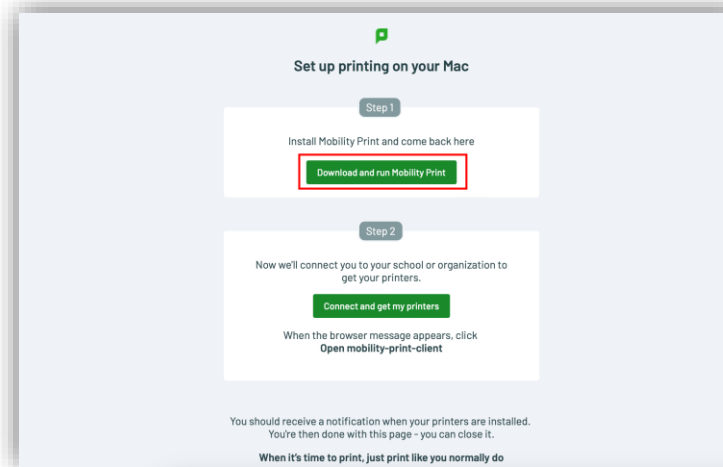 Set up printing on your Mac
Step 1
Install Mobility Print and come back here
Download and run Mobility Print
Step 2
Now we'll connect you to your school or organization to
get your printers.
Connect and get my printers
When the browser message appears, click
Open mobility-print-client
You should receive a notification when your printers are installed.
You're then done with this page - you can close it.
When it's time to print, just print like you normally do